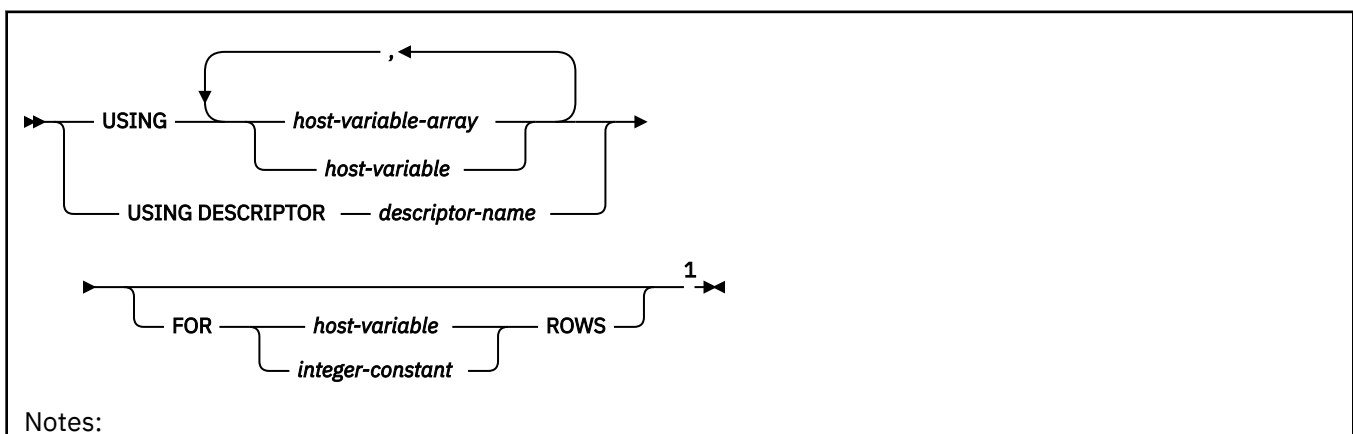 ,
USING host-variable-array
host-variable
USING DESCRIPTOR descriptor-name
1
FOR host-variable ROWS
integer-constant
Notes: